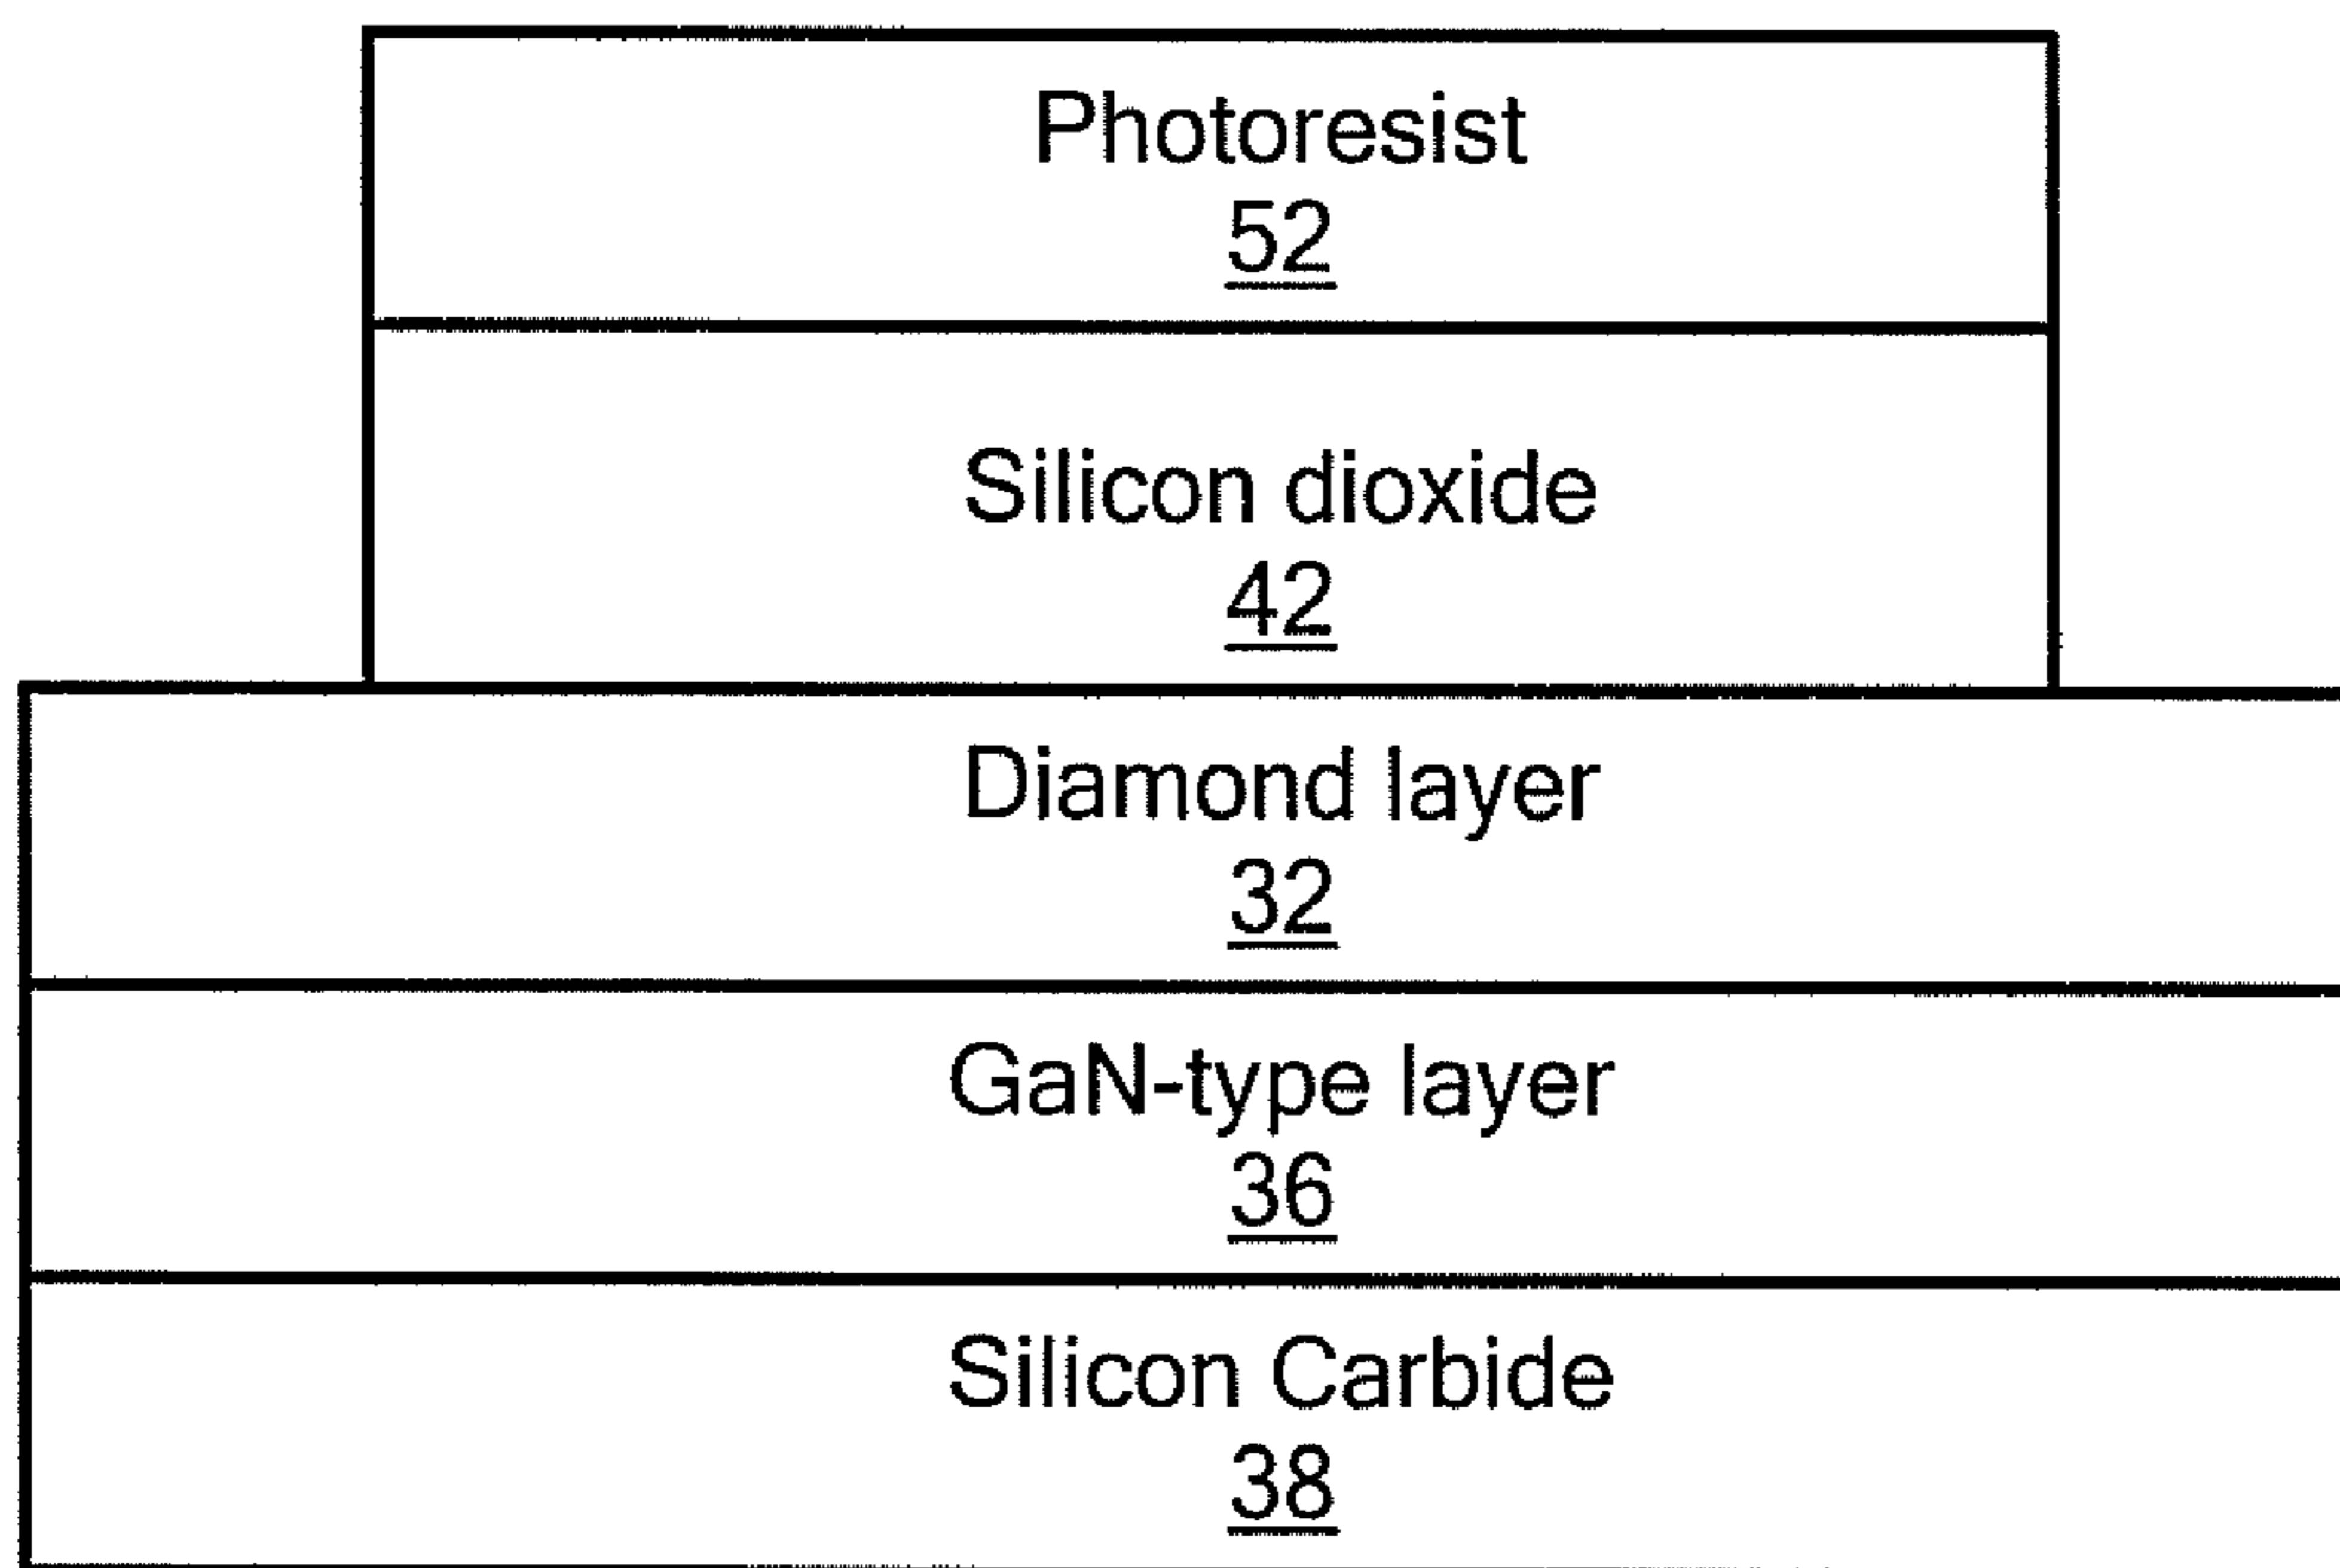 Photoresist
52
Silicon dioxide
42
Diamond layer
32
GaN-type layer
36
Silicon Carbide
38